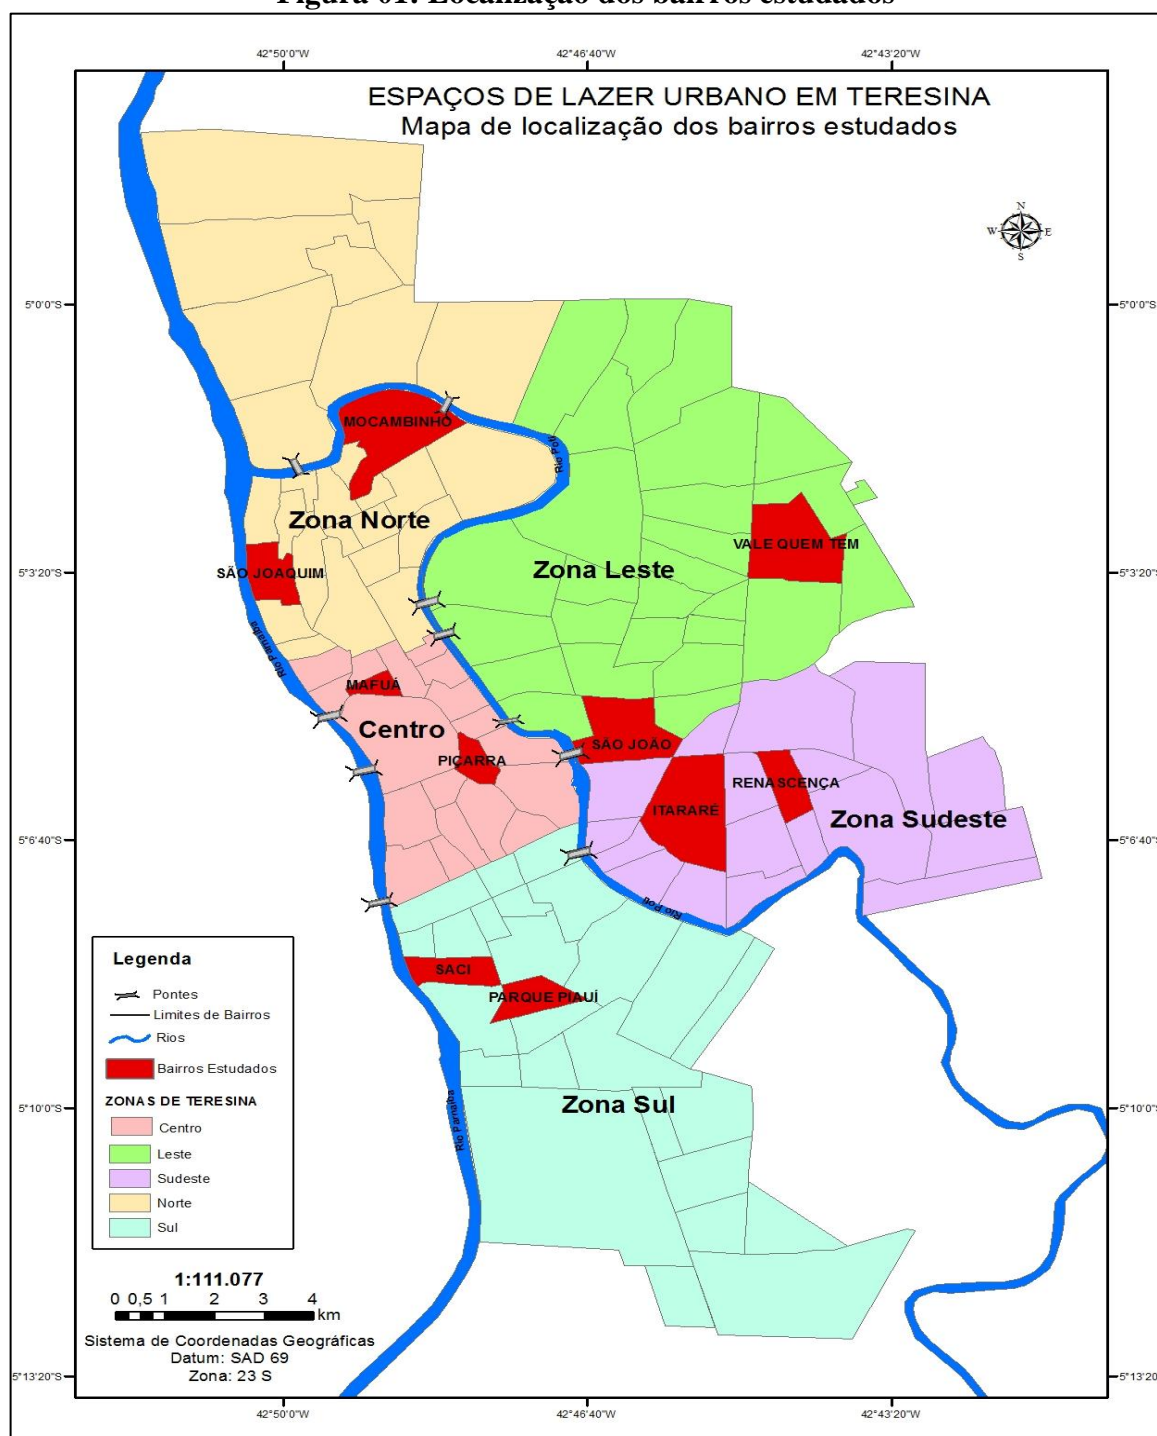 Figura 01: Localização dos bairros estudados
42°50'0"W
42°46'40"W
42°43'20"W
ESPAÇOS DE LAZER URBANO EM TERESINA
Mapa de localização dos bairros estudados
N
W
E
S
5°0'0"S
5°0'0"S
MOCAMBINHO
Rio Poti
Zona Norte
VALE QUEM TEM
SÃO JOAQUIM
Zona Leste
5°3'20"S
5°3'20"S
Rio Parnaíba
MAFUÁ
Centro
SÃO JOÃO
PIÇARRA
RENASCENÇA
ITARARÉ
Zona Sudeste
5°6'40"S
5°6'40"S
Rio Poti
SACI
PARQUE PIAUÍ
Legenda
Pontes
Limites de Bairros
Rios
Bairros Estudados
ZONAS DE TERESINA
Centro
Leste
Sudeste
Norte
Sul
Zona Sul
Rio Parnaíba
5°10'0"S
5°10'0"S
1:111.077
0 0,5 1 2 3 4
km
Sistema de Coordenadas Geográficas
Datum: SAD 69
Zona: 23 S
5°13'20"S
5°13'20"S
42°50'0"W
42°46'40"W
42°43'20"W